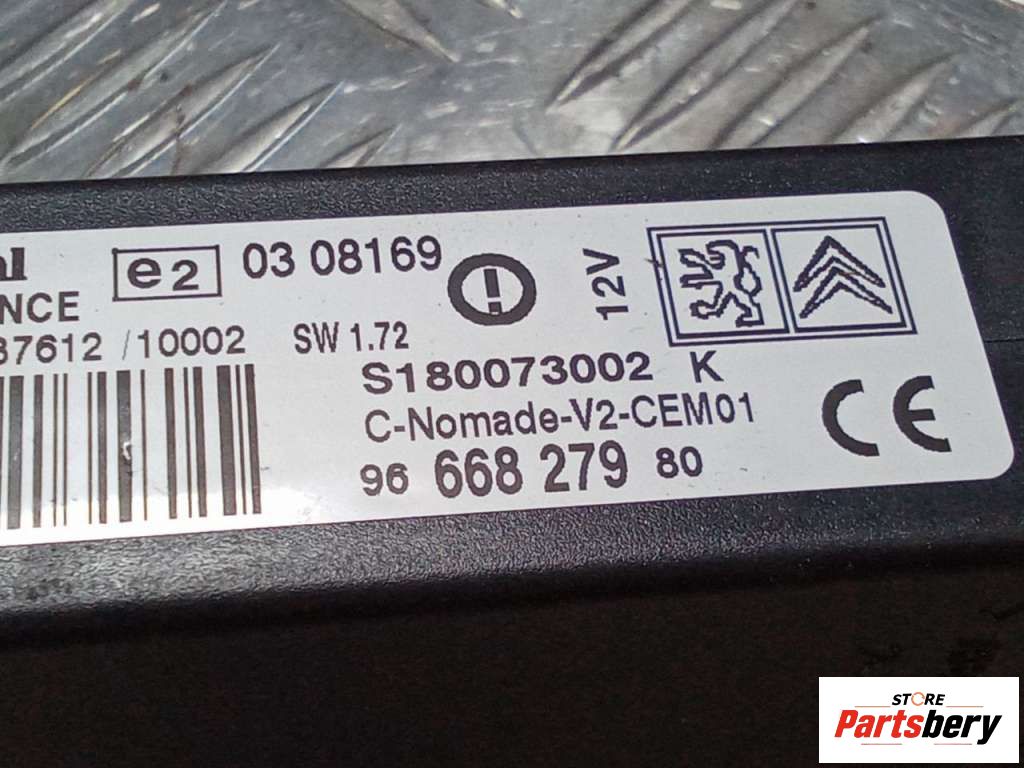 e2 03 08169
NCE
37612 /10002 SW 1.72
12V
S180073002 K
C-Nomade-V2-CEM01
96 668 279 80
CE
STORE
Partsbery